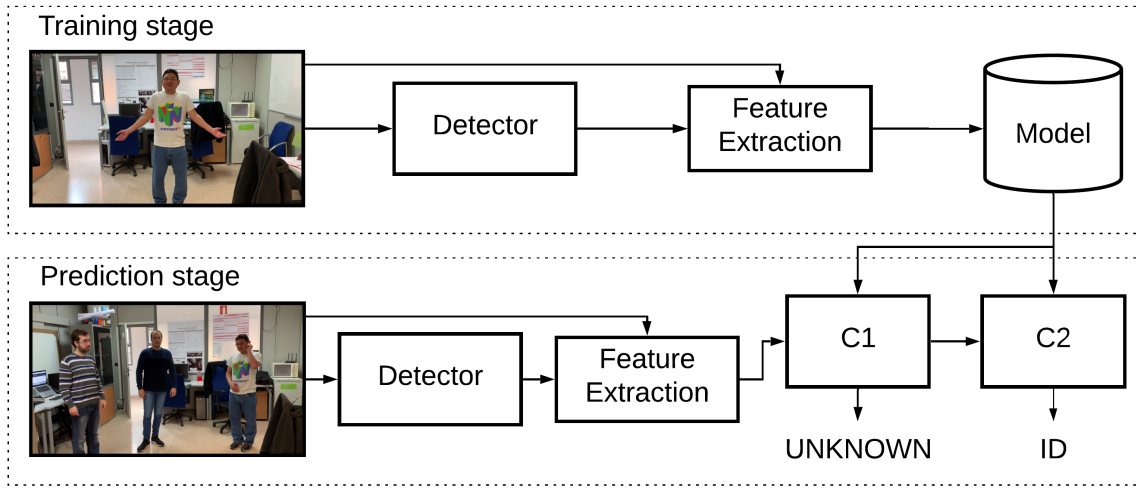 Training stage
Detector
Feature
Extraction
Model
Prediction stage
Detector
Feature
Extraction
C1
C2
UNKNOWN
ID